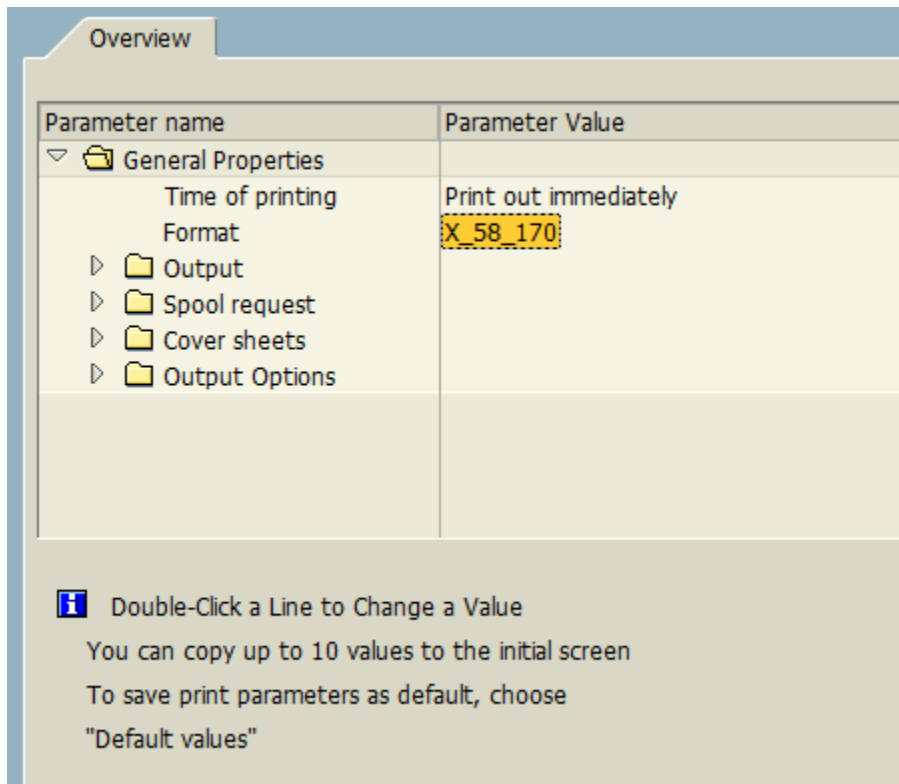 Overview
Parameter name Parameter Value
General Properties
Time of printing Print out immediately
Format X_58_170
Output
Spool request
Cover sheets
Output Options
Double-Click a Line to Change a Value
You can copy up to 10 values to the initial screen
To save print parameters as default, choose
"Default values"